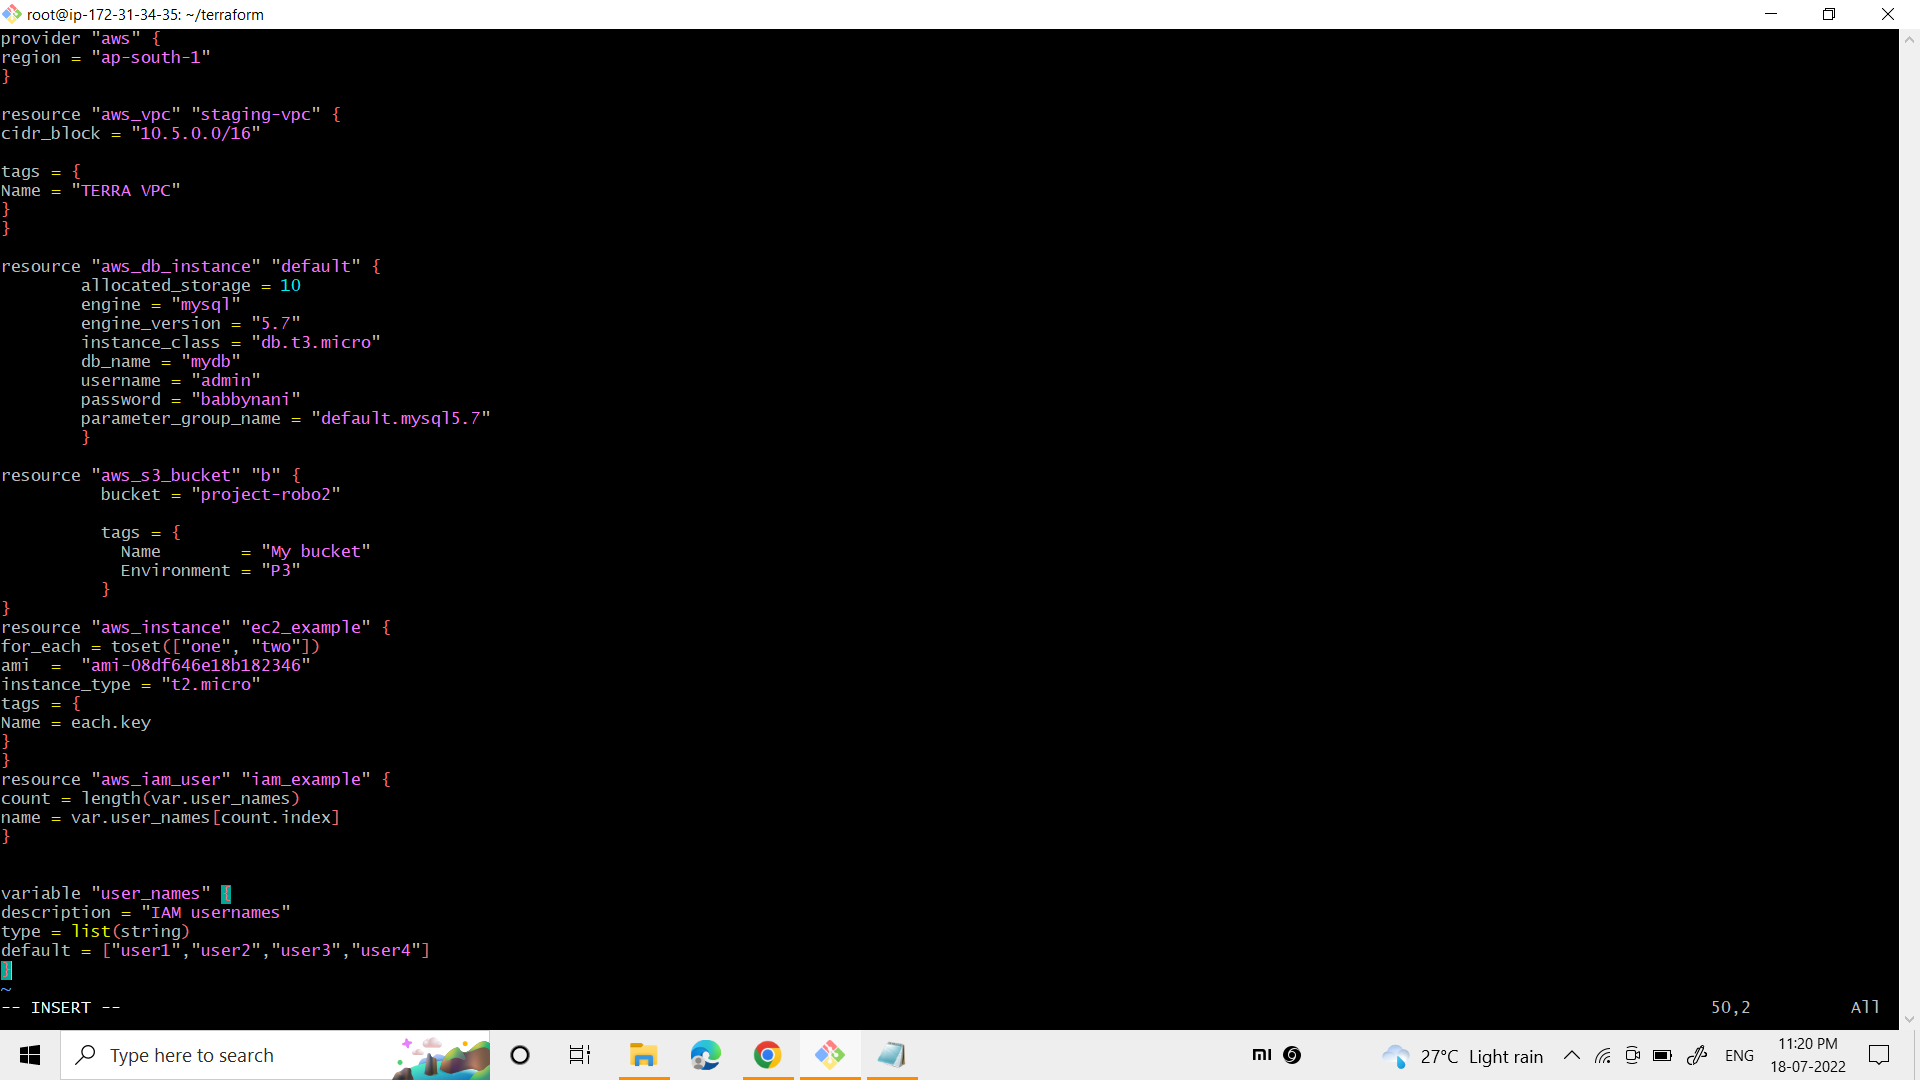 root@ip-172-31-34-35: ~/terraform
provider "aws" {
region = "ap-south-1"
}
resource "aws_vpc" "staging-vpc" {
cidr_block = "10.5.0.0/16"
tags = {
Name = "TERRA VPC"
}
}
resource "aws_db_instance" "default" {
allocated_storage = 10
engine = "mysql"
engine_version = "5.7"
instance_class = "db.t3.micro"
db_name = "mydb"
username = "admin"
password = "babbynani"
parameter_group_name = "default.mysql5.7"
}
resource "aws_s3_bucket" "b" {
bucket = "project-robo2"
tags = {
Name        = "My bucket"
Environment = "P3"
}
}
resource "aws_instance" "ec2_example" {
for_each = toset(["one", "two"])
ami  =  "ami-08df646e18b182346"
instance_type = "t2.micro"
tags = {
Name = each.key
}
}
resource "aws_iam_user" "iam_example" {
count = length(var.user_names)
name = var.user_names[count.index]
}
variable "user_names" {
description = "IAM usernames"
type = list(string)
default = ["user1","user2","user3","user4"]
}
~
-- INSERT --
50,2
All
Type here to search
27°C Light rain
ENG
11:20 PM
18-07-2022